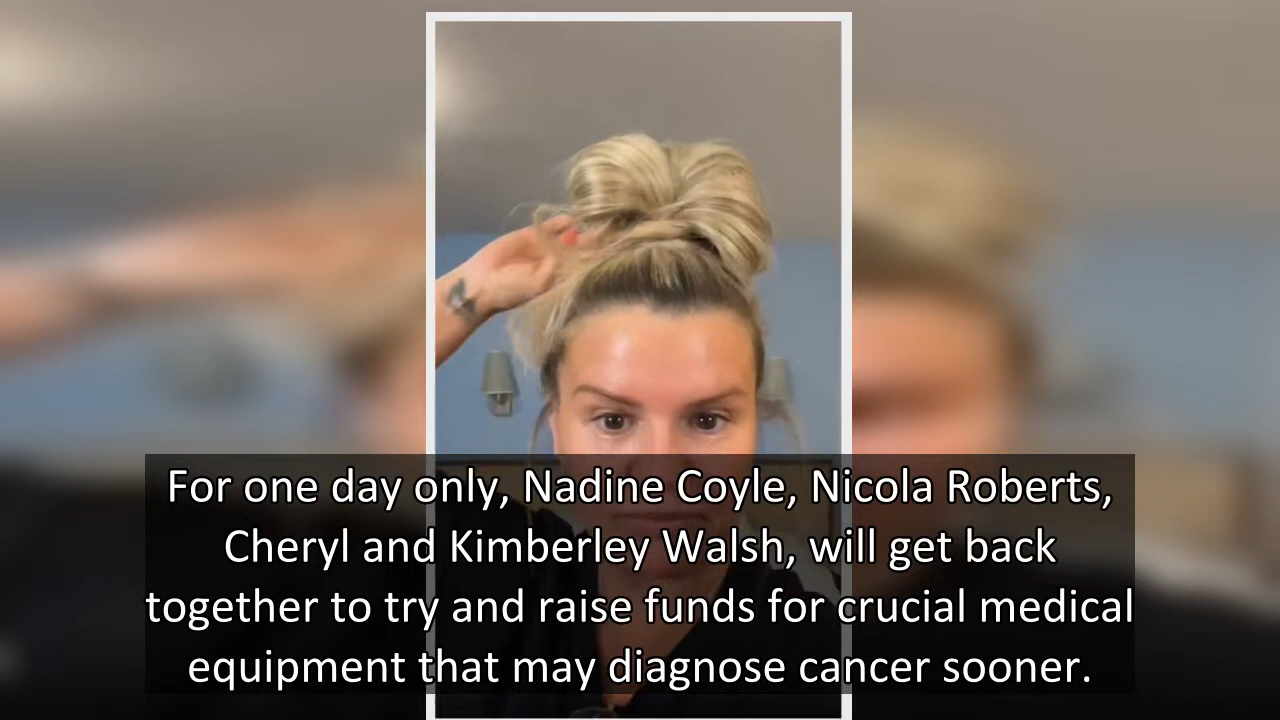 For one day only, Nadine Coyle, Nicola Roberts,
Cheryl and Kimberley Walsh, will get back
together to try and raise funds for crucial medical
equipment that may diagnose cancer sooner.